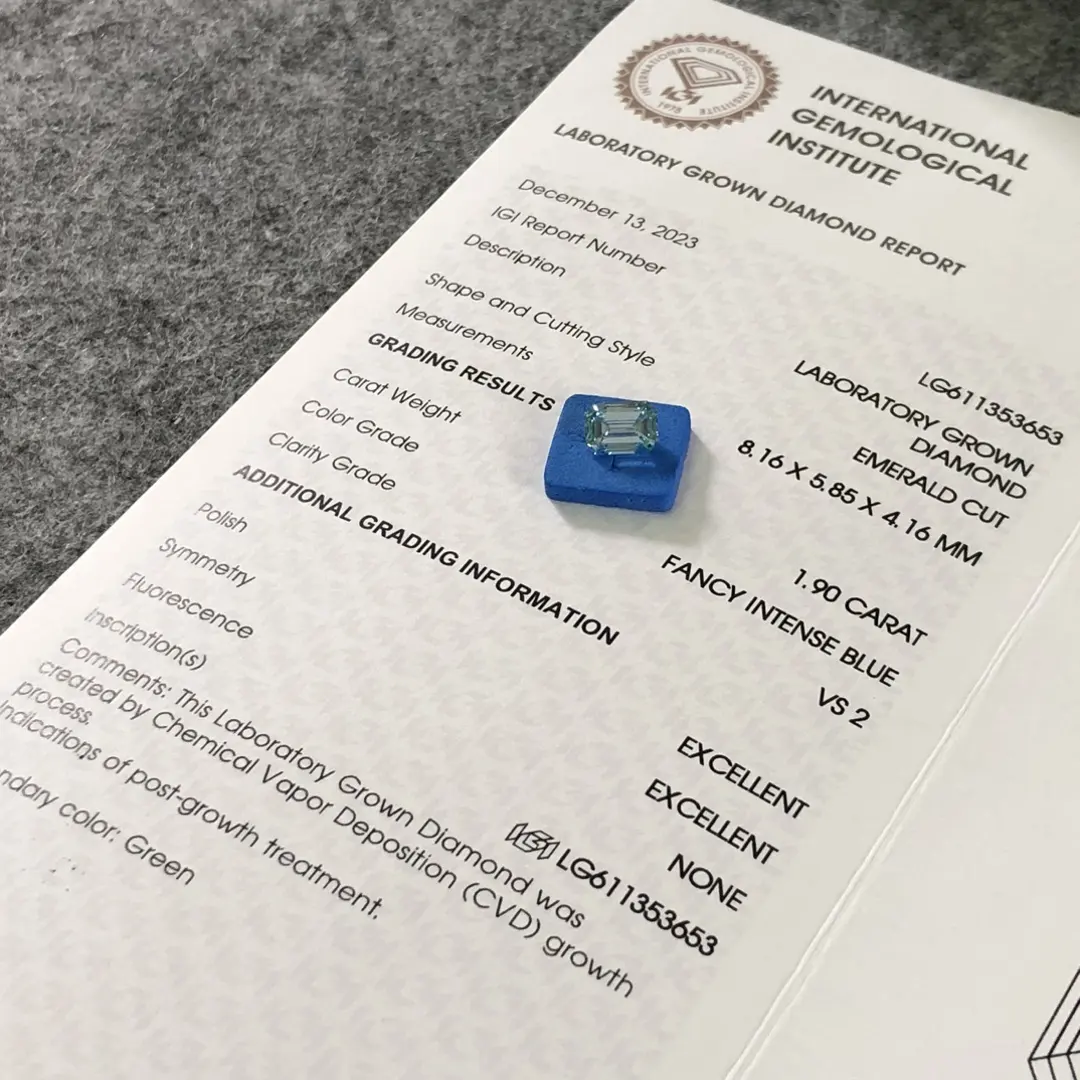 INTERNATIONAL GEMOLOGICAL INSTITUTE
IGI
1975
INTERNATIONAL
GEMOLOGICAL
INSTITUTE
LABORATORY GROWN DIAMOND REPORT
December 13, 2023
IGI Report Number LG611353653
Description LABORATORY GROWN
DIAMOND
Shape and Cutting Style EMERALD CUT
Measurements 8.16 X 5.85 X 4.16 MM
GRADING RESULTS
Carat Weight 1.90 CARAT
Color Grade FANCY INTENSE BLUE
Clarity Grade VS 2
ADDITIONAL GRADING INFORMATION
Polish EXCELLENT
Symmetry EXCELLENT
Fluorescence NONE
Inscription(s) IGI LG611353653
Comments: This Laboratory Grown Diamond was
created by Chemical Vapor Deposition (CVD) growth
process.
Indications of post-growth treatment.
ndary color: Green